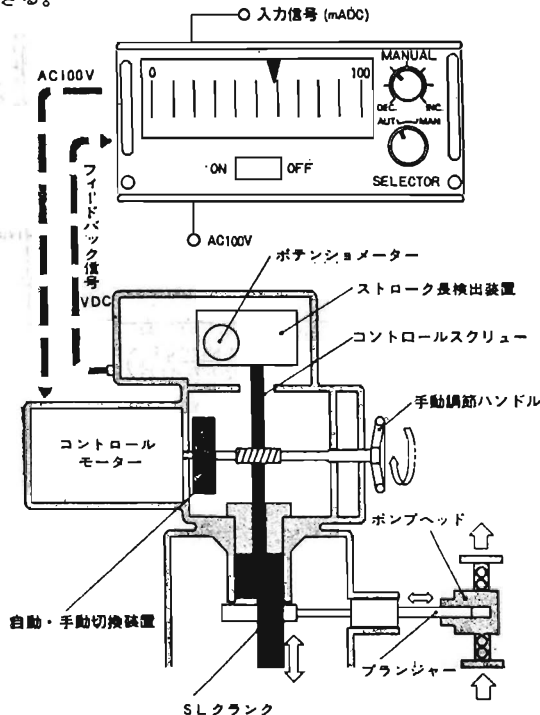 きる。
入力信号 (mADC)
AC100V
0
100
MANUAL
DEC.
INC.
AUT
MAN
ON
OFF
SELECTOR
AC100V
フィードバック信号
VDC
ポテンショメーター
ストローク長検出装置
コントロールスクリュー
手動調節ハンドル
コントロール
モーター
ポンプヘッド
自動・手動切換装置
プランジャー
SLクランク